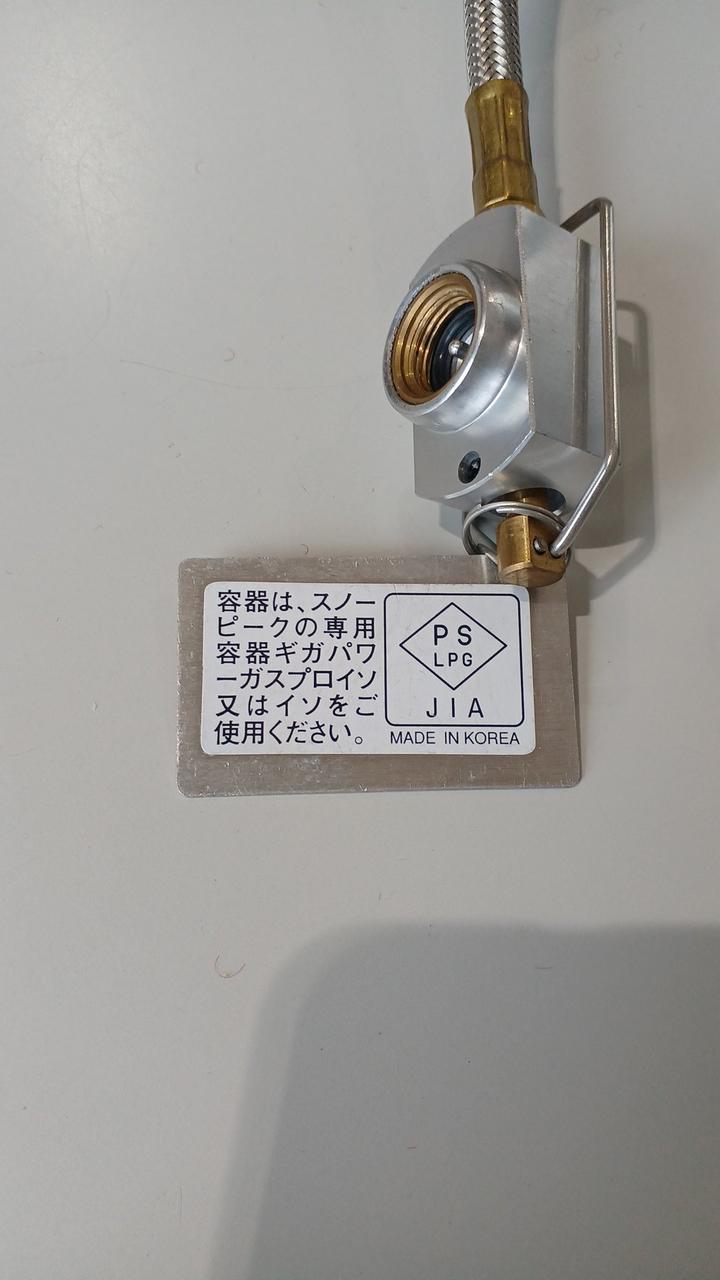 容器は、スノー
ピークの専用
容器ギガパワ
ーガスプロイソ
又はイソをご
使用ください。
PS
LPG
JIA
MADE IN KOREA